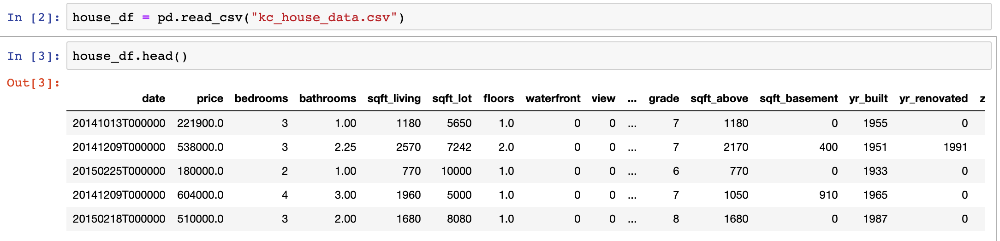 In [2]: house_df = pd.read_csv("kc_house_data.csv")
In [3]: house_df.head()
Out[3]:
date price bedrooms bathrooms sqft_living sqft_lot floors waterfront view ... grade sqft_above sqft_basement yr_built yr_renovated z
20141013T000000 221900.0 3 1.00 1180 5650 1.0 0 0 ... 7 1180 0 1955 0
20141209T000000 538000.0 3 2.25 2570 7242 2.0 0 0 ... 7 2170 400 1951 1991
20150225T000000 180000.0 2 1.00 770 10000 1.0 0 0 ... 6 770 0 1933 0
20141209T000000 604000.0 4 3.00 1960 5000 1.0 0 0 ... 7 1050 910 1965 0
20150218T000000 510000.0 3 2.00 1680 8080 1.0 0 0 ... 8 1680 0 1987 0